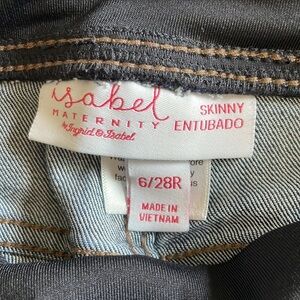 isabel
MATERNITY
by Ingrid & Isabel
SKINNY
ENTUBADO
6/28R
MADE IN
VIETNAM